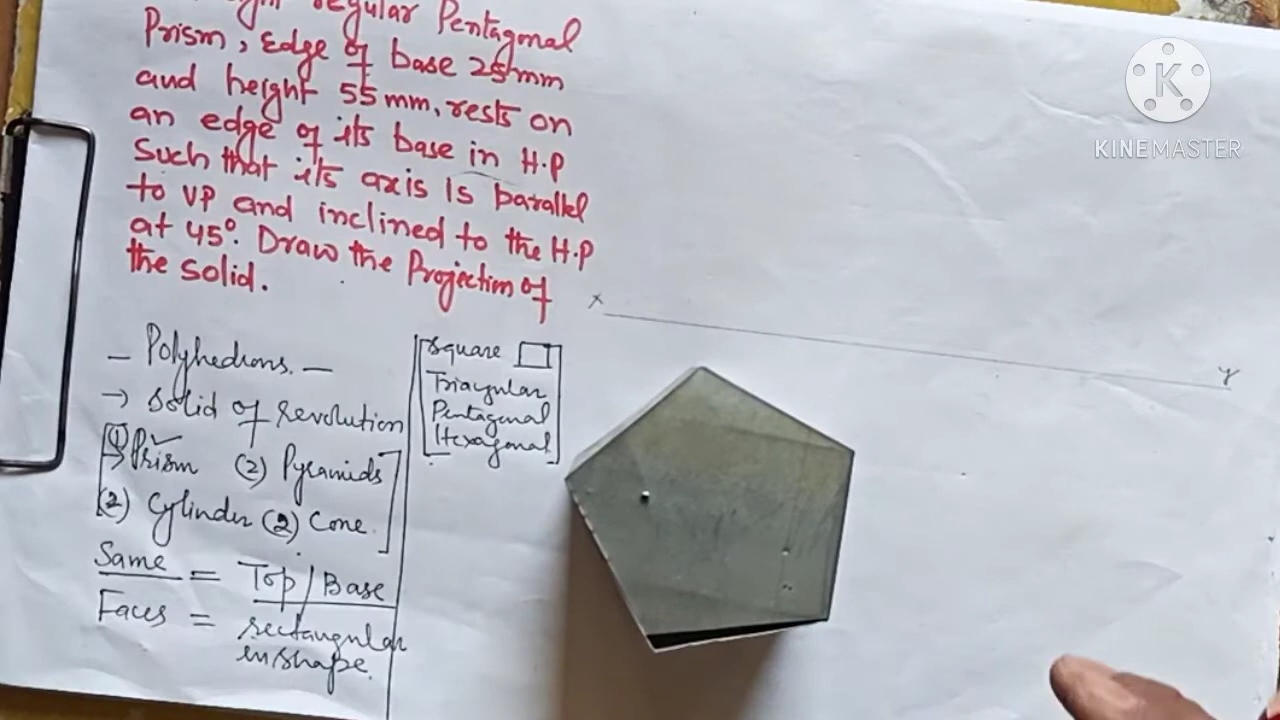 regular Pentagonal
Prism, Edge of base 25mm
and height 55mm, rests on
an edge of its base in H.P
Such that its axis is parallel
to VP and inclined to the H.P
at 45°. Draw the Projection of
the solid.
X
Y
- Polyhedrons. -
→ Solid of revolution
(1) Prism (2) Pyramids
(2) Cylinder (2) Cone.
Same = Top/Base
Faces = rectangular
in shape.
square
Triangular
Pentagonal
Hexagonal
K
KINEMASTER